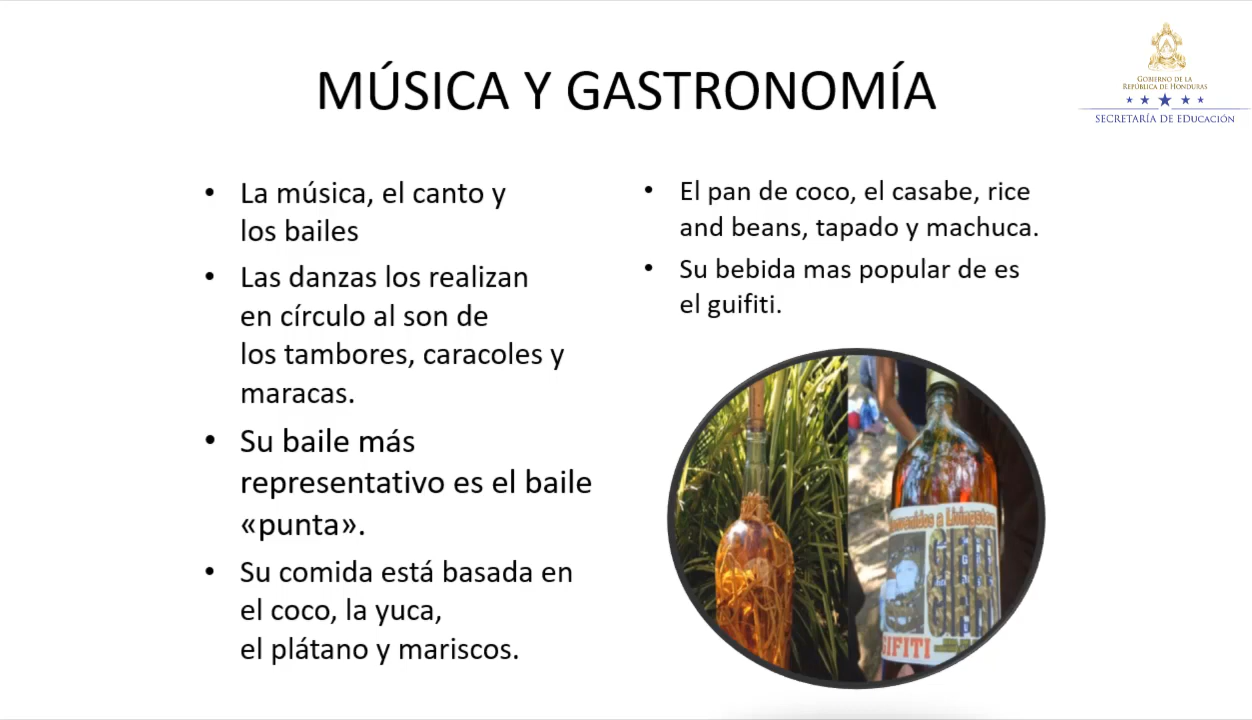 MÚSICA Y GASTRONOMÍA
GOBIERNO DE LA
REPÚBLICA DE HONDURAS
SECRETARÍA DE EDUCACIÓN
• La música, el canto y
los bailes
• Las danzas los realizan
en círculo al son de
los tambores, caracoles y
maracas.
• Su baile más
representativo es el baile
«punta».
• Su comida está basada en
el coco, la yuca,
el plátano y mariscos.
• El pan de coco, el casabe, rice
and beans, tapado y machuca.
• Su bebida mas popular de es
el guifiti.
a Livingston
GIFITI